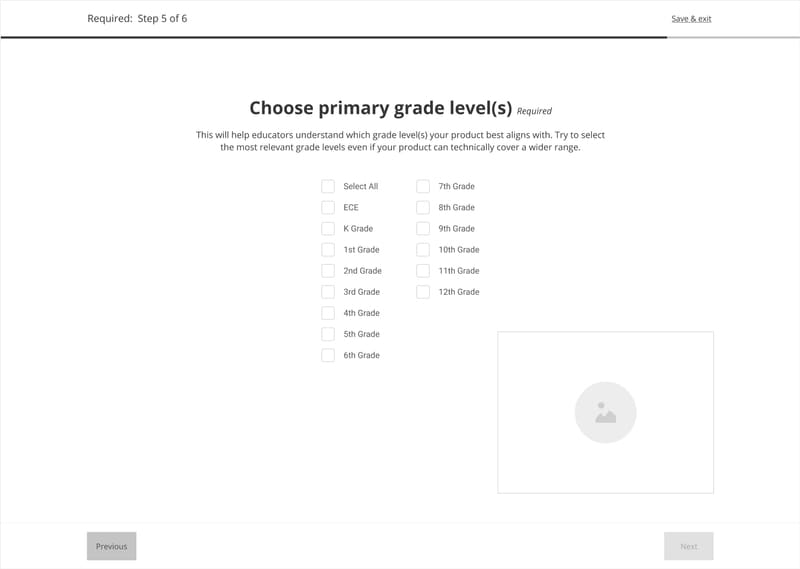 Required: Step 5 of 6
Save & exit
Choose primary grade level(s) Required
This will help educators understand which grade level(s) your product best aligns with. Try to select
the most relevant grade levels even if your product can technically cover a wider range.
Select All
ECE
K Grade
1st Grade
2nd Grade
3rd Grade
4th Grade
5th Grade
6th Grade
7th Grade
8th Grade
9th Grade
10th Grade
11th Grade
12th Grade
Previous
Next